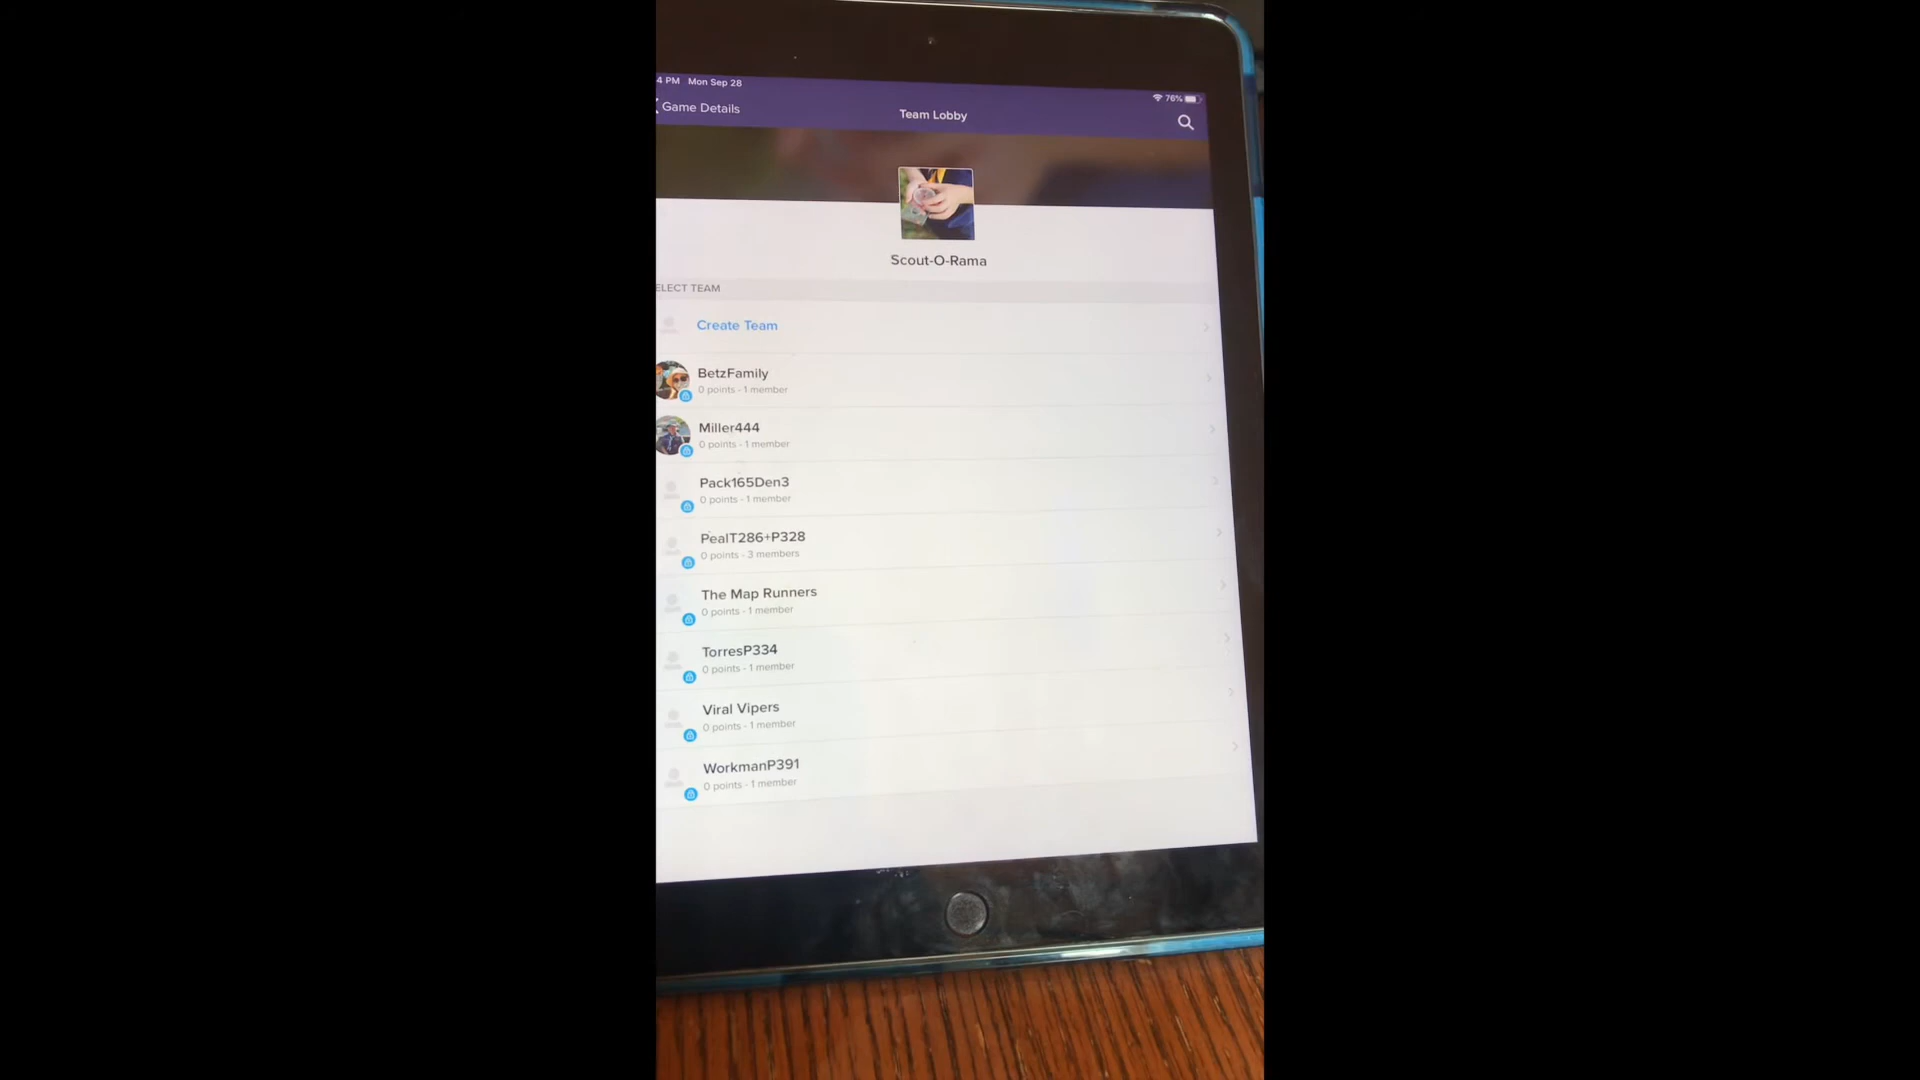 4 PM Mon Sep 28
76%
Game Details
Team Lobby
Scout-O-Rama
ELECT TEAM
Create Team
BetzFamily
0 points - 1 member
Miller444
0 points - 1 member
Pack165Den3
0 points - 1 member
PealT286+P328
0 points - 3 members
The Map Runners
0 points - 1 member
TorresP334
0 points - 1 member
Viral Vipers
0 points - 1 member
WorkmanP391
0 points - 1 member